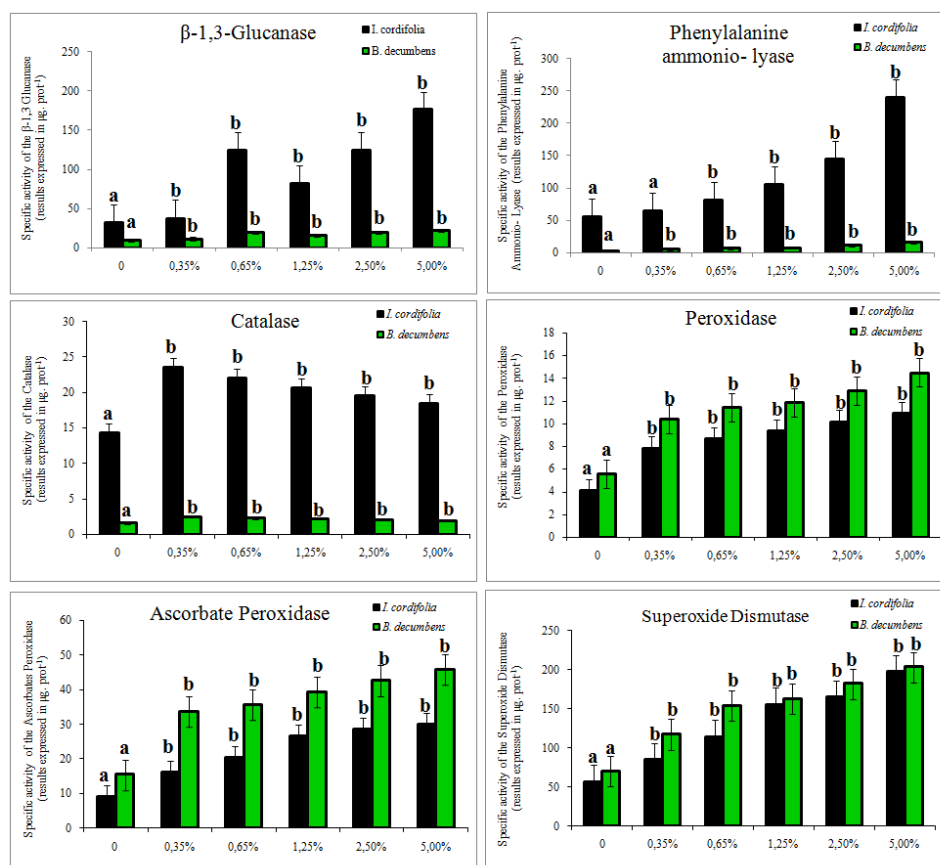 β-1,3-Glucanase
I. cordifolia
B. decumbens
Specific activity of the β-1,3 Glucanase
(results expressed in µg. prot⁻¹)
250
200
150
100
50
0
a a b b b b b b b b b
0 0,35% 0,65% 1,25% 2,50% 5,00%
Phenylalanine
ammonio- lyase
I. cordifolia
B. decumbens
Specific activity of the Phenylalanine
Ammonio- Lyase (results expressed in µg. prot⁻¹)
350
300
250
200
150
100
50
0
a a a b b b b b b b b b
0 0,35% 0,65% 1,25% 2,50% 5,00%
Catalase
I. cordifolia
B. decumbens
Specific activity of the Catalase
(results expressed in µg. prot⁻¹)
30
25
20
15
10
5
0
a a b b b b b b b b b b
0 0,35% 0,65% 1,25% 2,50% 5,00%
Peroxidase
I. cordifolia
B. decumbens
Specific activity of the Peroxidase
(results expressed in µg. prot⁻¹)
18
16
14
12
10
8
6
4
2
0
a a b b b b b b b b b b
0 0,35% 0,65% 1,25% 2,50% 5,00%
Ascorbate Peroxidase
I. cordifolia
B. decumbens
Specific activity of the Ascorbates Peroxidase
(results expressed in µg. prot⁻¹)
60
50
40
30
20
10
0
a a b b b b b b b b b b
0 0,35% 0,65% 1,25% 2,50% 5,00%
Superoxide Dismutase
I. cordifolia
B. decumbens
Specific activity of the Superoxide Dismutase
(results expressed in µg. prot⁻¹)
250
200
150
100
50
0
a a b b b b b b b b b b
0 0,35% 0,65% 1,25% 2,50% 5,00%